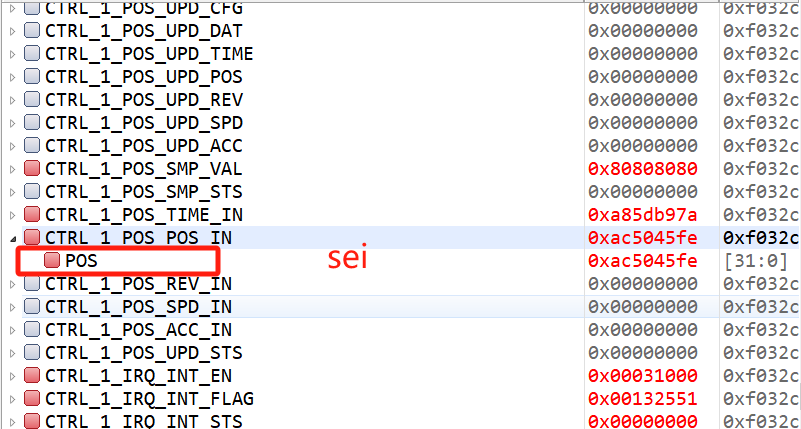 CTRL_1_POS_UPD_CFG 0x00000000 0xf032c
CTRL_1_POS_UPD_DAT 0x00000000 0xf032c
CTRL_1_POS_UPD_TIME 0x00000000 0xf032c
CTRL_1_POS_UPD_POS 0x00000000 0xf032c
CTRL_1_POS_UPD_REV 0x00000000 0xf032c
CTRL_1_POS_UPD_SPD 0x00000000 0xf032c
CTRL_1_POS_UPD_ACC 0x00000000 0xf032c
CTRL_1_POS_SMP_VAL 0x80808080 0xf032c
CTRL_1_POS_SMP_STS 0x00000000 0xf032c
CTRL_1_POS_TIME_IN 0xa85db97a 0xf032c
CTRL_1_POS_POS_IN 0xac5045fe 0xf032c
POS sei 0xac5045fe [31:0]
CTRL_1_POS_REV_IN 0x00000000 0xf032c
CTRL_1_POS_SPD_IN 0x00000000 0xf032c
CTRL_1_POS_ACC_IN 0x00000000 0xf032c
CTRL_1_POS_UPD_STS 0x00000000 0xf032c
CTRL_1_IRQ_INT_EN 0x00031000 0xf032c
CTRL_1_IRQ_INT_FLAG 0x00132551 0xf032c
CTRL_1_IRQ_INT_STS 0x00000000 0xf032c